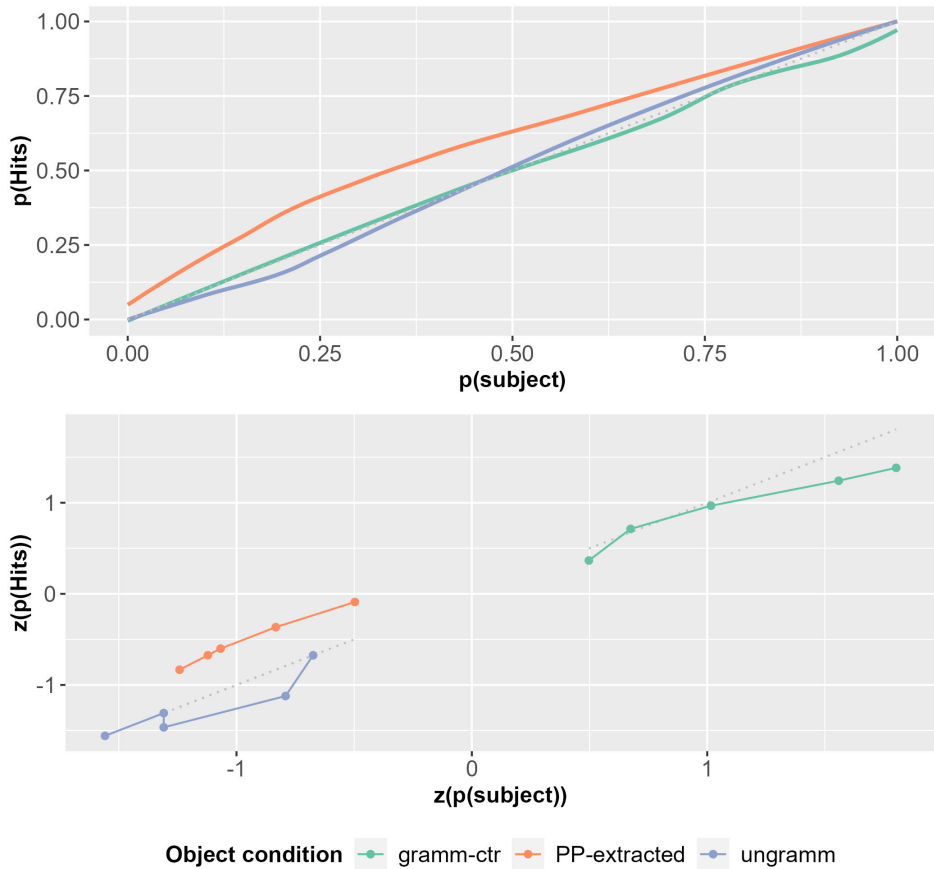 1.00
0.75
0.50
0.25
0.00
p(Hits)
0.00 0.25 0.50 0.75 1.00
p(subject)
1
0
-1
z(p(Hits))
-1 0 1
z(p(subject))
Object condition gramm-ctr PP-extracted ungramm